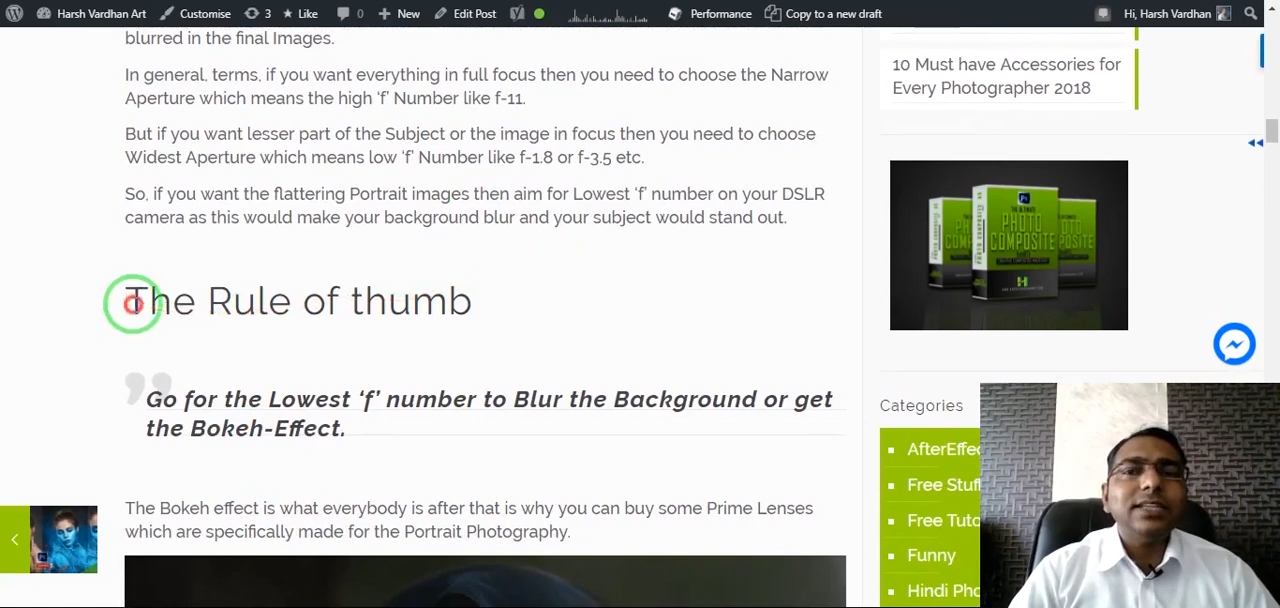 Harsh Vardhan Art Customise 3 Like 0 New Edit Post Performance Copy to a new draft Hi, Harsh Vardhan
blurred in the final Images.
In general, terms, if you want everything in full focus then you need to choose the Narrow
Aperture which means the high ‘f’ Number like f-11.
But if you want lesser part of the Subject or the image in focus then you need to choose
Widest Aperture which means low ‘f’ Number like f-1.8 or f-3.5 etc.
So, if you want the flattering Portrait images then aim for Lowest ‘f’ number on your DSLR
camera as this would make your background blur and your subject would stand out.
The Rule of thumb
Go for the Lowest ‘f’ number to Blur the Background or get
the Bokeh-Effect.
The Bokeh effect is what everybody is after that is why you can buy some Prime Lenses
which are specifically made for the Portrait Photography.
10 Must have Accessories for
Every Photographer 2018
Ps
THE ULTIMATE
PHOTO
COMPOSITE
Categories
AfterEffec
Free Stuf
Free Tuto
Funny
Hindi Pho